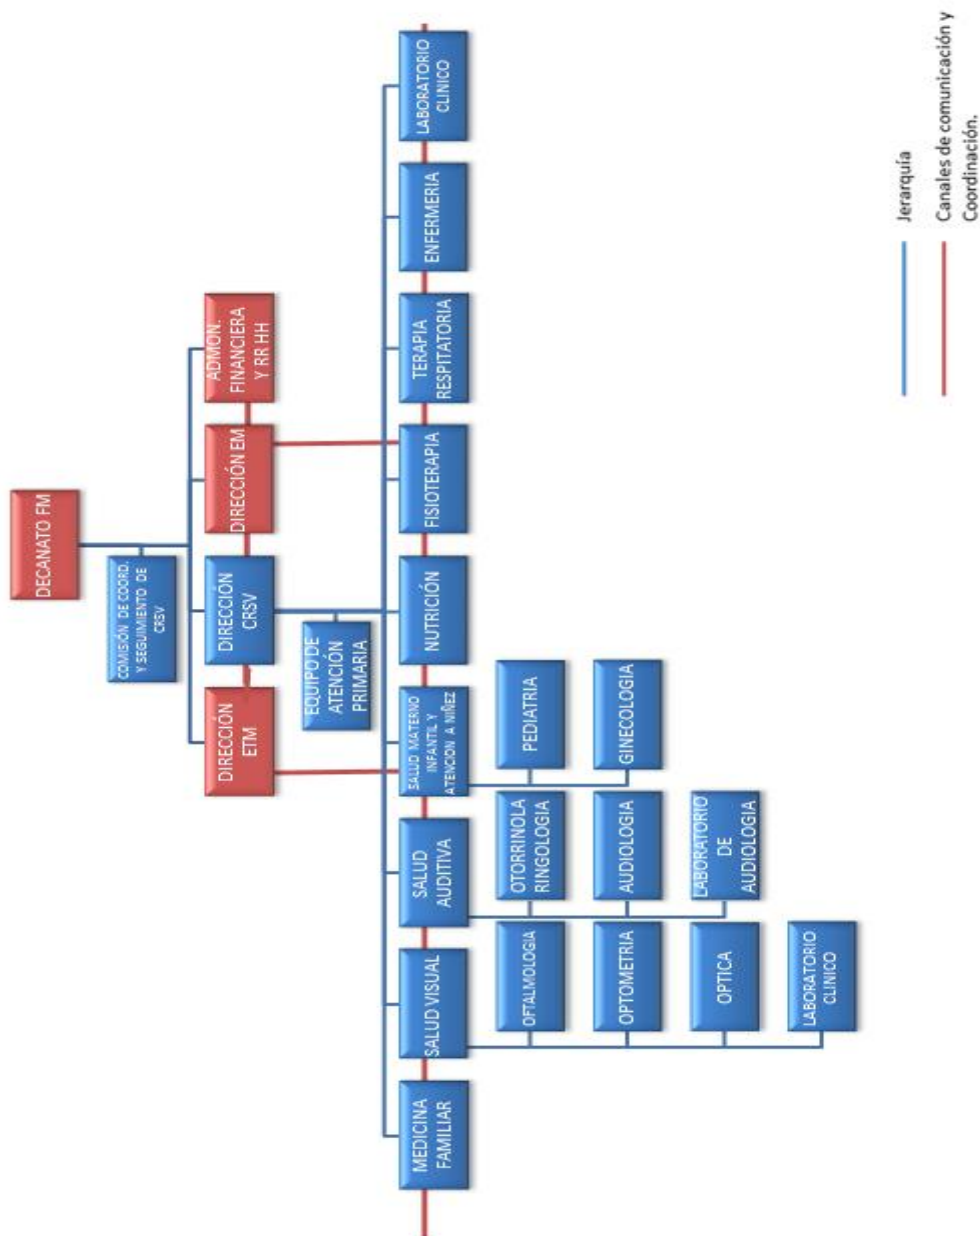 DECANATO FM
COMISIÓN DE COORD.
Y SEGUIMIENTO DE
CRSV
DIRECCIÓN
ETM
DIRECCIÓN
CRSV
DIRECCIÓN EM
ADMON.
FINANCIERA
Y RR HH
EQUIPO DE
ATENCIÓN
PRIMARIA
MEDICINA
FAMILIAR
SALUD VISUAL
SALUD
AUDITIVA
SALUD MATERNO
INFANTIL Y
ATENCION A NIÑEZ
NUTRICIÓN
FISIOTERAPIA
TERAPIA
RESPITATORIA
ENFERMERIA
LABORATORIO
CLINICO
OFTALMOLOGIA
OPTOMETRIA
OPTICA
LABORATORIO
CLINICO
OTORRINOLA
RINGOLOGIA
AUDIOLOGIA
LABORATORIO
DE
AUDIOLOGIA
PEDIATRIA
GINECOLOGIA
Jerarquía
Canales de comunicación y
Coordinación.